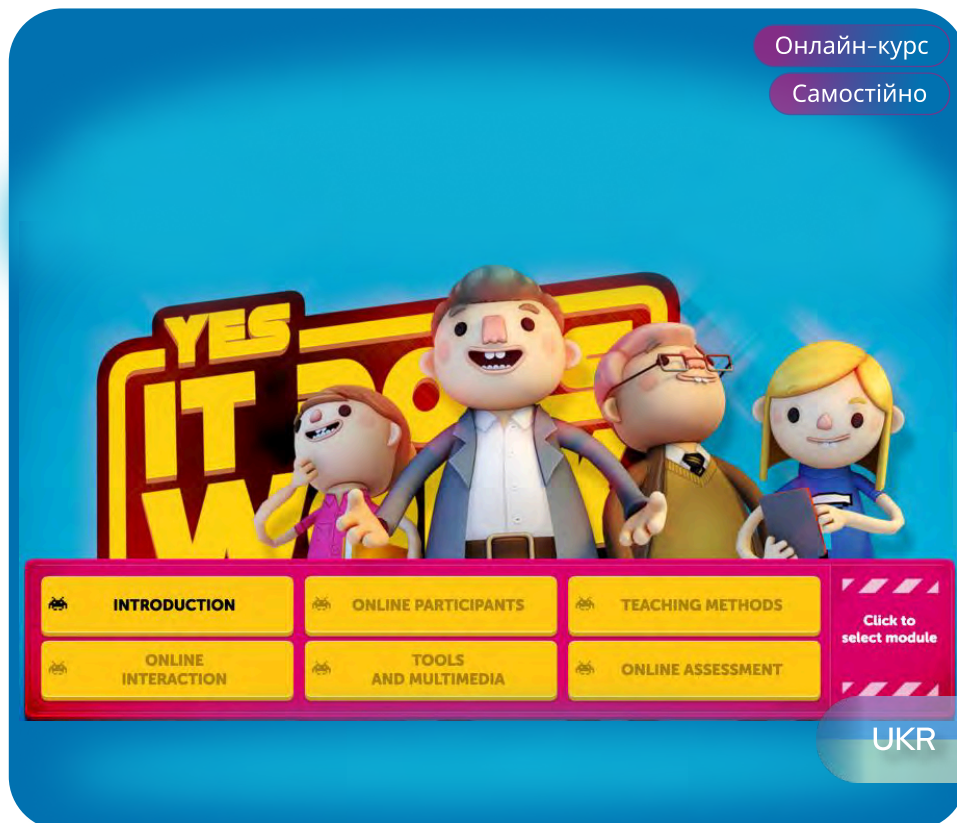 Онлайн-курс
Самостійно
YES
IT
INTRODUCTION
ONLINE PARTICIPANTS
TEACHING METHODS
Click to
select module
ONLINE
INTERACTION
TOOLS
AND MULTIMEDIA
ONLINE ASSESSMENT
UKR